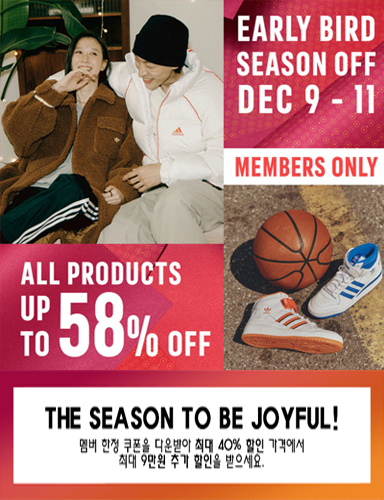 EARLY BIRD
SEASON OFF
DEC 9 - 11
MEMBERS ONLY
adidas
ALL PRODUCTS
UP
TO 58% OFF
THE SEASON TO BE JOYFUL!
멤버 한정 쿠폰을 다운받아 최대 40% 할인 가격에서
최대 9만원 추가 할인을 받으세요.